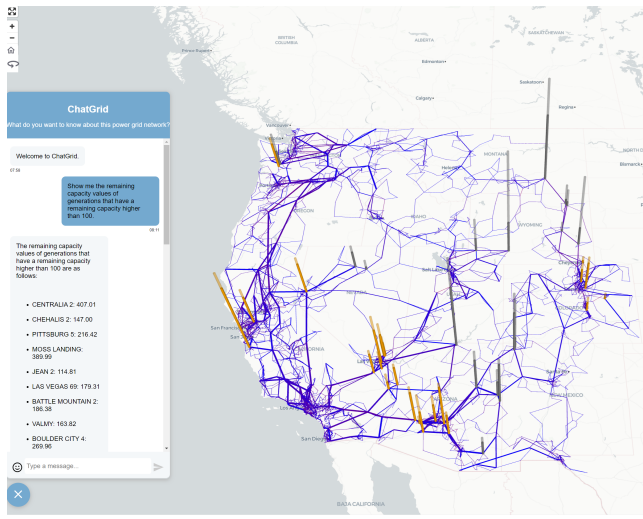 ChatGrid
What do you want to know about this power grid network?
Welcome to ChatGrid.
07:59
Show me the remaining
capacity values of
generations that have a
remaining capacity higher
than 100.
08:11
The remaining capacity
values of generations that
have a remaining capacity
higher than 100 are as
follows:
• CENTRALIA 2: 407.01
• CHEHALIS 2: 147.00
• PITTSBURG 5: 216.42
• MOSS LANDING:
389.99
• JEAN 2: 114.81
• LAS VEGAS 69: 179.31
• BATTLE MOUNTAIN 2:
186.38
• VALMY: 163.82
• BOULDER CITY 4:
269.96
Type a message...
BRITISH
COLUMBIA
ALBERTA
SASKATCHEWAN
Prince Rupert
Edmonton
Saskatoon
Calgary
Regina
VANCOUVER
MONTANA
NORTH D
Bismarck
OREGON
IDAHO
WYOMING
Salt Lake
San Francisco
Las Vegas
ARIZONA
NEW MEXICO
San Diego
BAJA CALIFORNIA